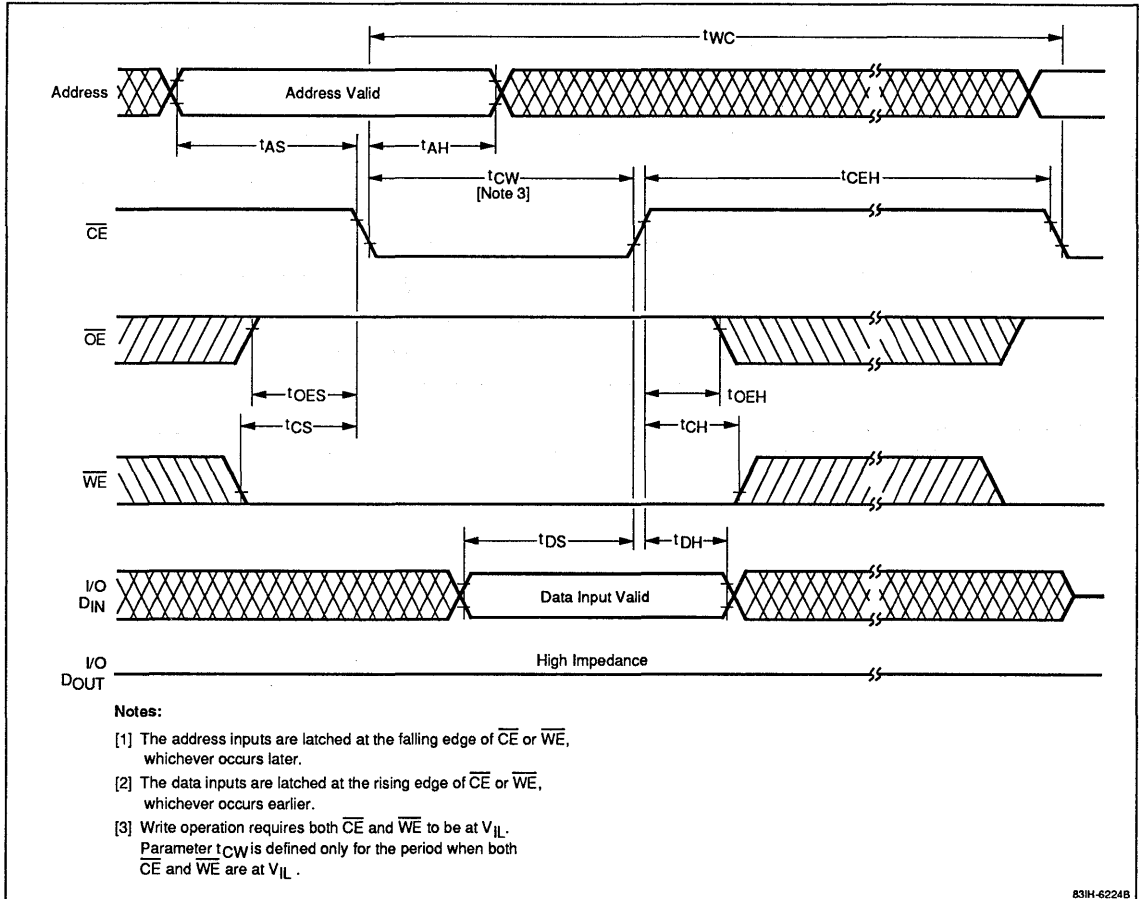 tWC
Address
Address Valid
tAS
tAH
tCW
[Note 3]
tCEH
CE
OE
tOES
tOEH
tCS
tCH
WE
tDS
tDH
I/O
DIN
Data Input Valid
I/O
DOUT
High Impedance
Notes:
[1] The address inputs are latched at the falling edge of CE or WE,
whichever occurs later.
[2] The data inputs are latched at the rising edge of CE or WE,
whichever occurs earlier.
[3] Write operation requires both CE and WE to be at VIL.
Parameter tCW is defined only for the period when both
CE and WE are at VIL .
83IH-6224B